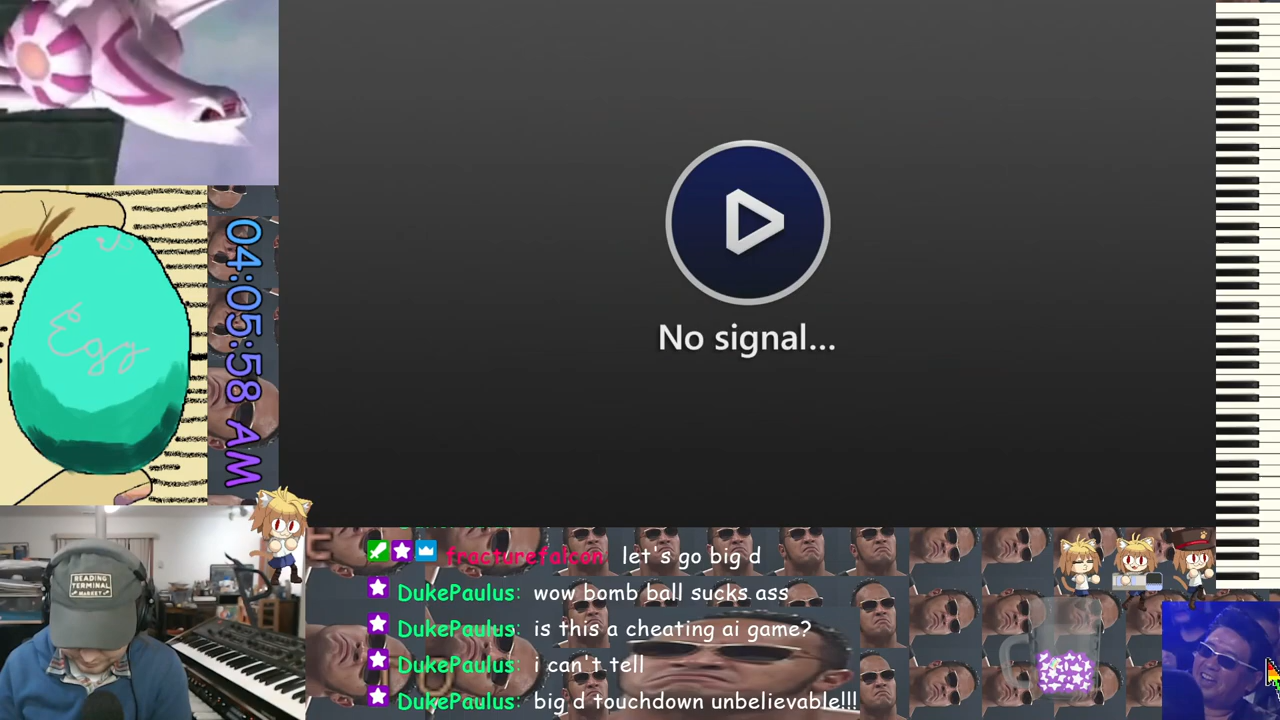 No signal...
Egg
04:05:58 AM
READING
TERMINAL
MARKET
fracturefalcon let's go big d
DukePaulus: wow bomb ball sucks ass
DukePaulus: is this a cheating ai game?
DukePaulus: i can't tell
DukePaulus: big d touchdown unbelievable!!!